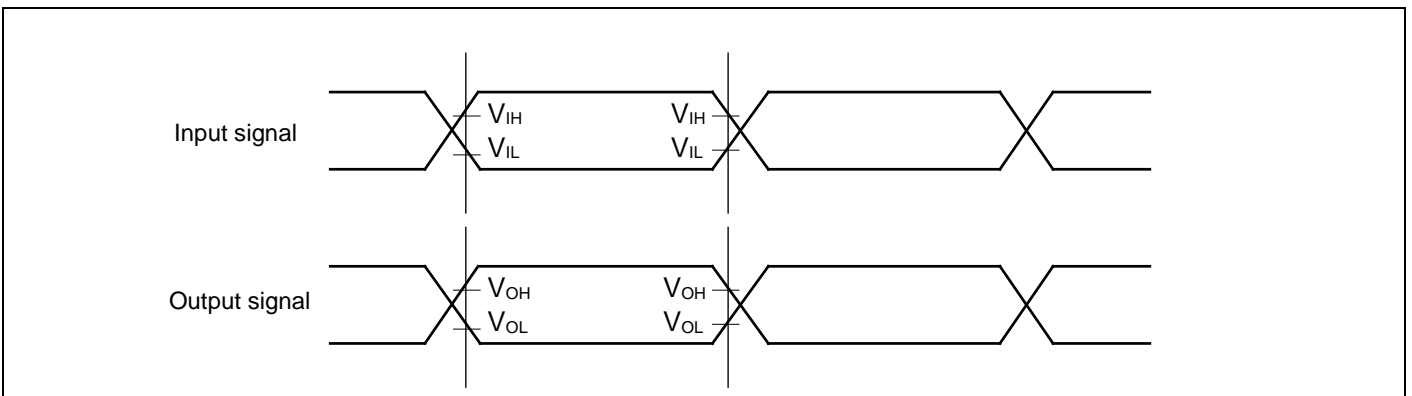 Input signal
VIH VIH
VIL VIL
Output signal
VOH VOH
VOL VOL